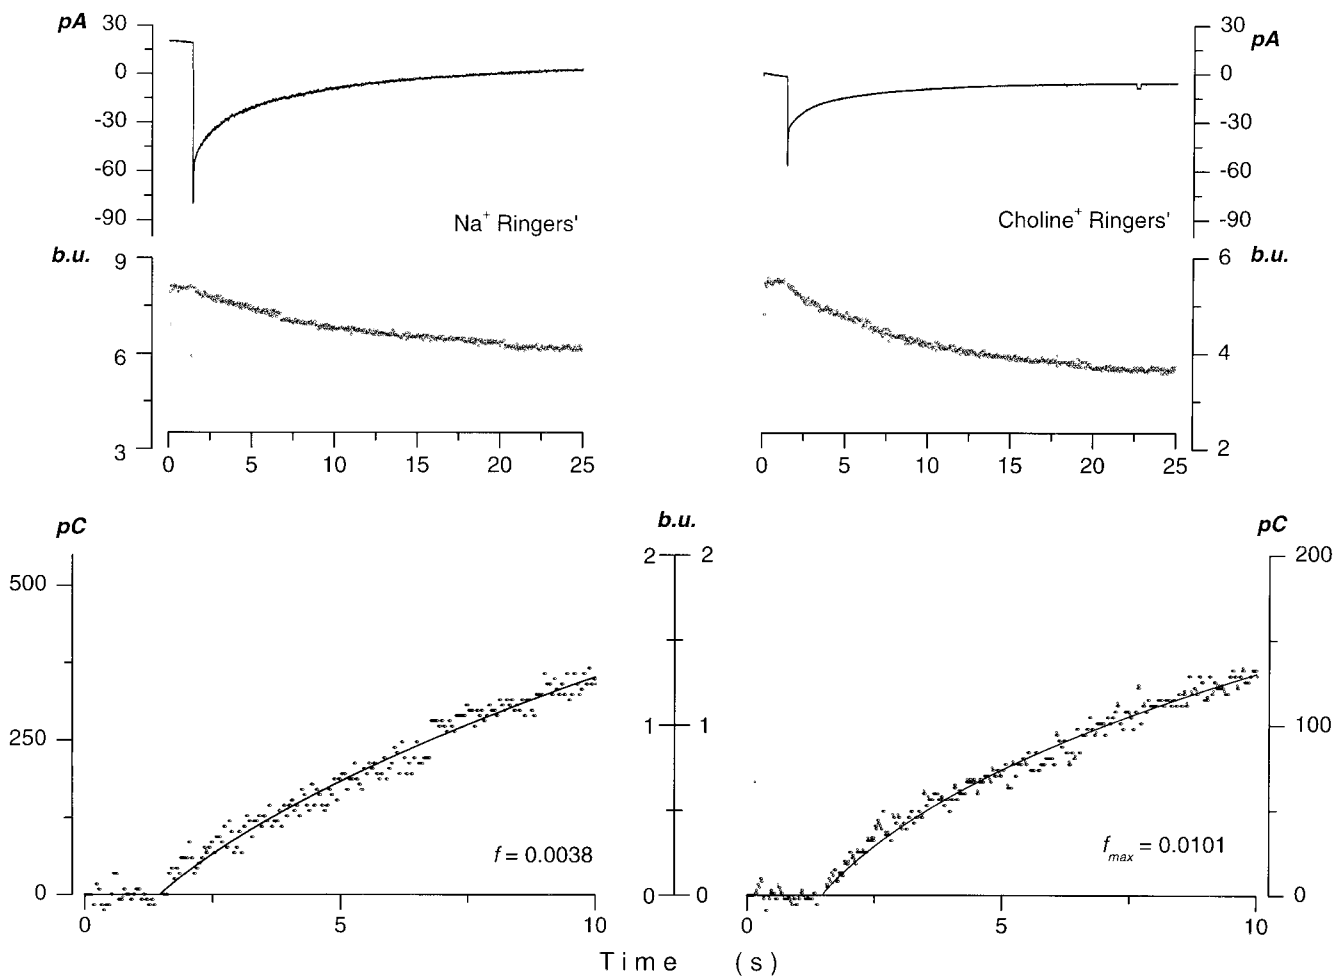 pA 30 30 pA
0 0
-30 -30
-60 -60
-90 -90
Na+ Ringers' Choline+ Ringers'
b.u. 9 6 b.u.
6 4
3 2
0 5 10 15 20 25 0 5 10 15 20 25
pC b.u. pC
500 2 2 200
250 1 1 100
f = 0.0038 fmax = 0.0101
0 0 0 0
0 5 10 0 5 10
Time (s)